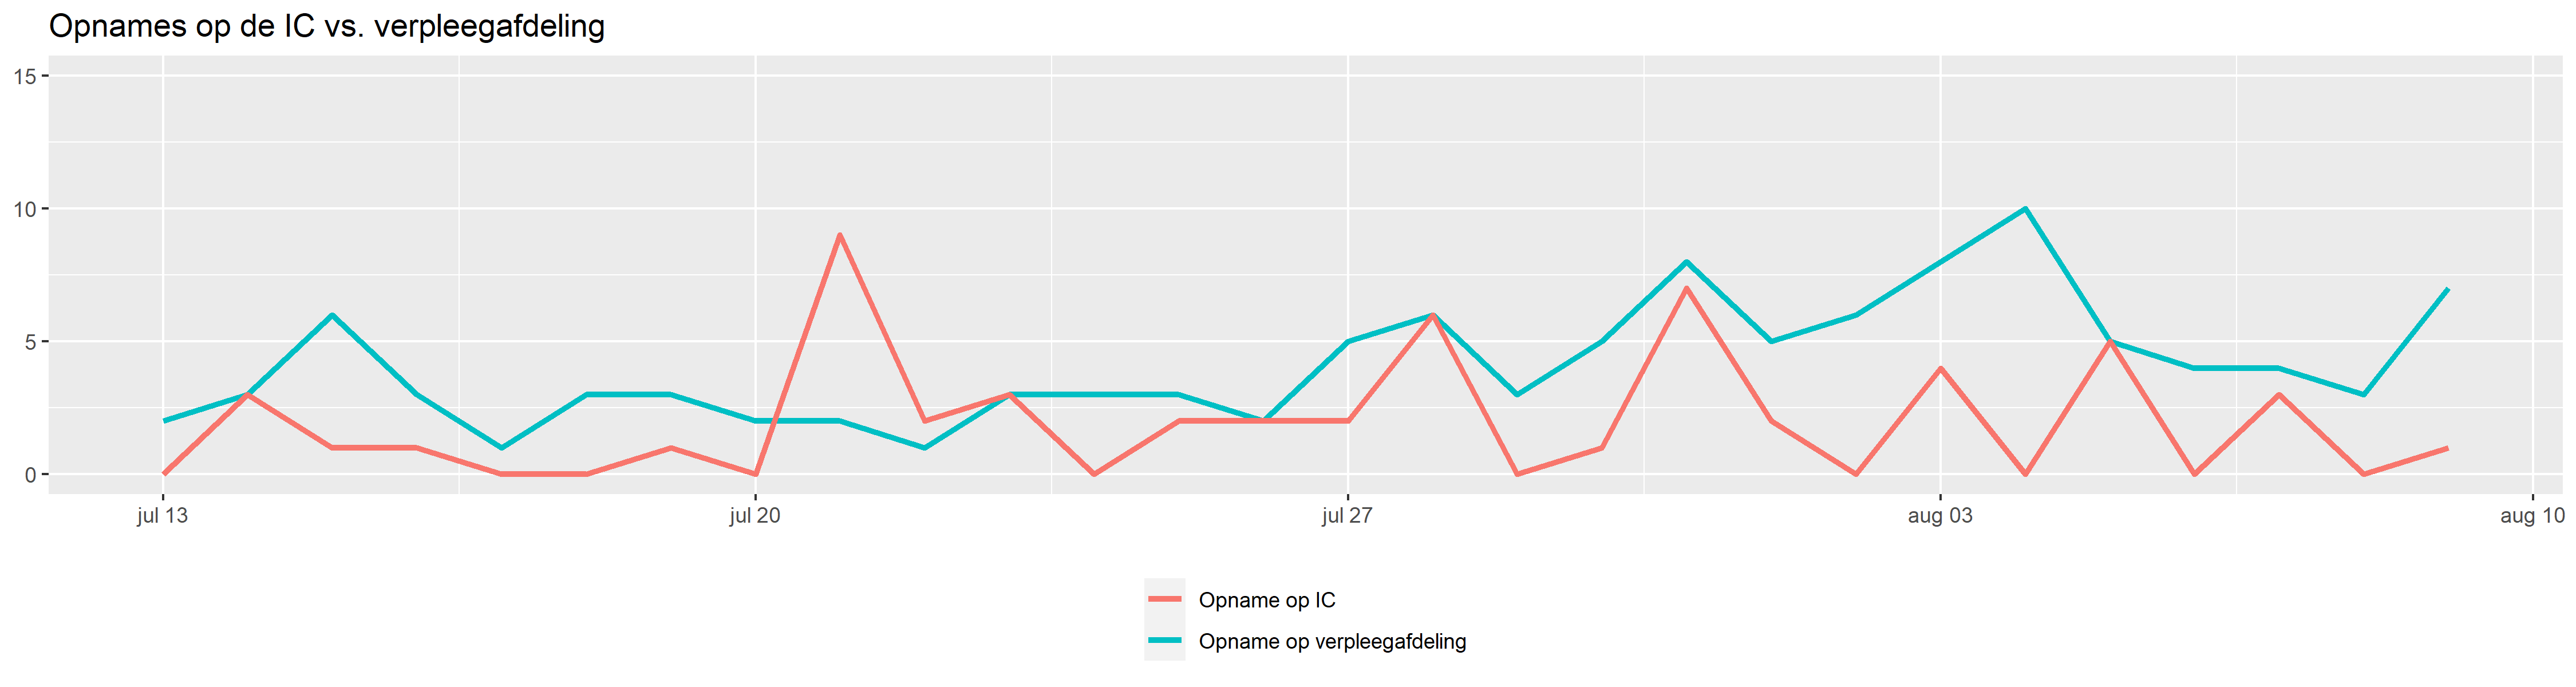 Opnames op de IC vs. verpleegafdeling
15
10
5
0
jul 13 jul 20 jul 27 aug 03 aug 10
Opname op IC
Opname op verpleegafdeling